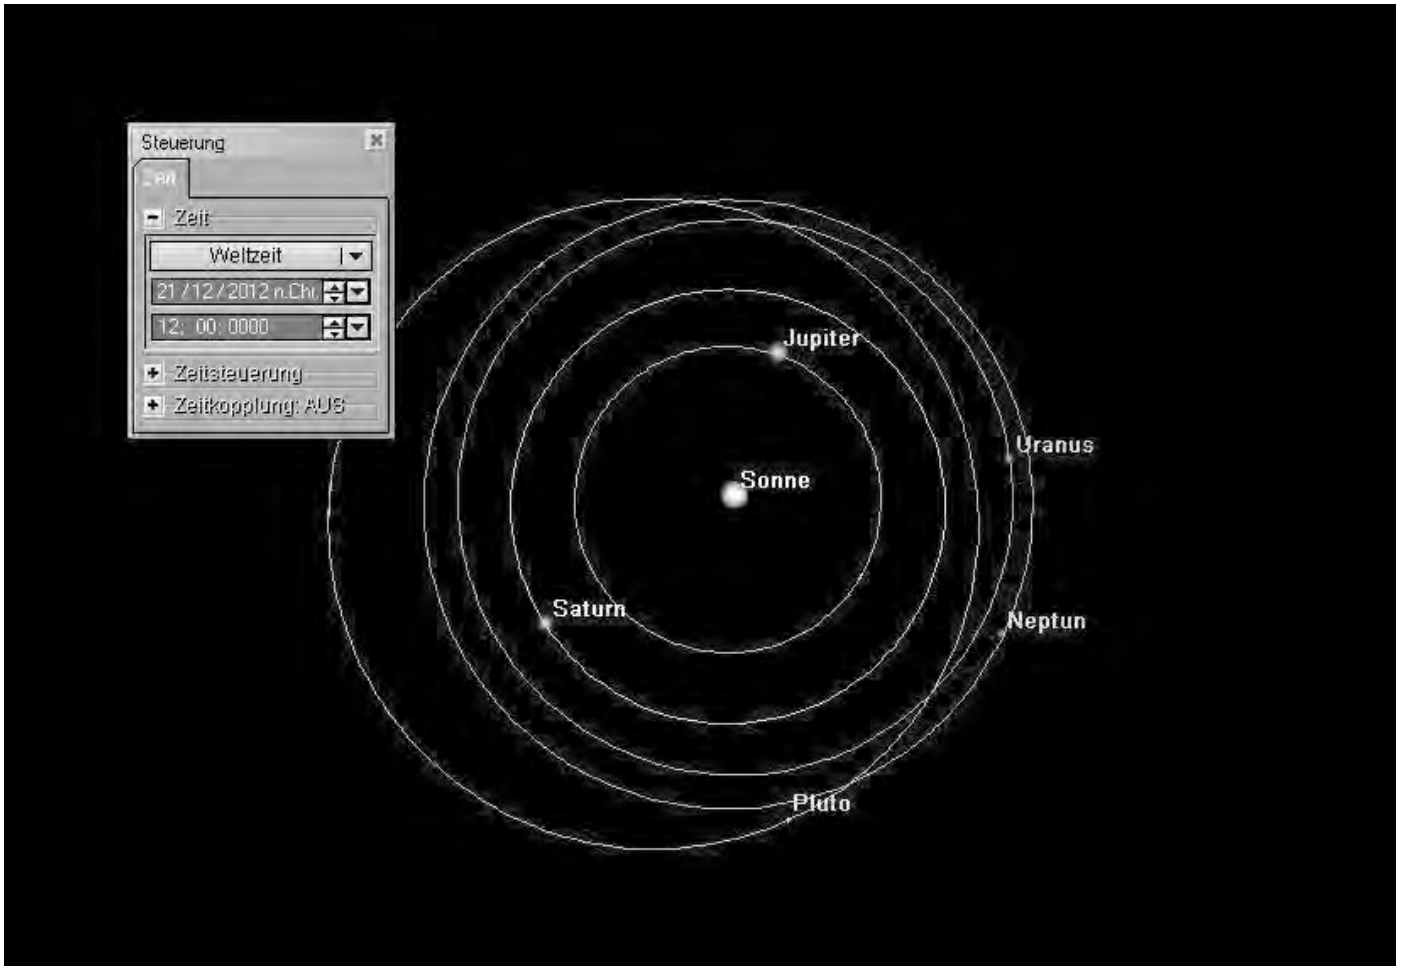 Steuerung
Zeit
Weltzeit
21/12/2012 n.Chr.
12: 00: 0000
Zeitsteuerung
Zeitkopplung: AUS
Jupiter
Uranus
Sonne
Saturn
Neptun
Pluto